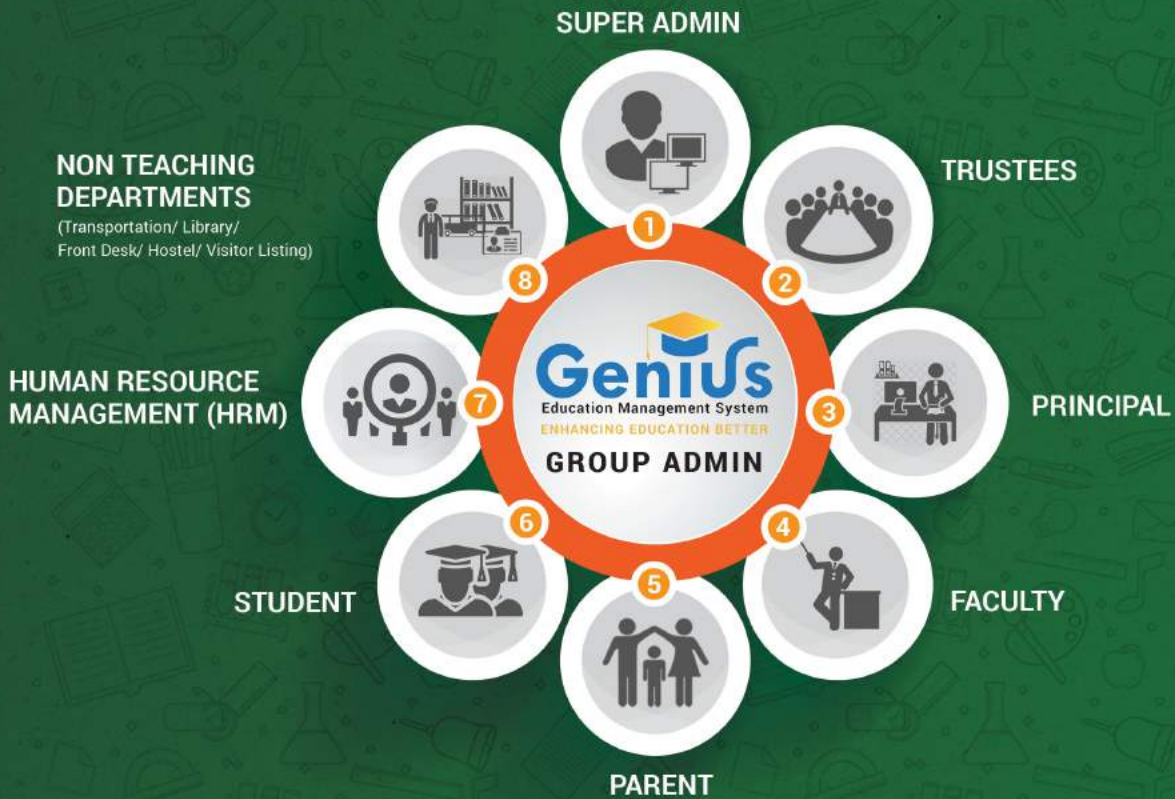 SUPER ADMIN
1
TRUSTEES
2
PRINCIPAL
3
FACULTY
4
PARENT
5
STUDENT
6
HUMAN RESOURCE
MANAGEMENT (HRM)
7
NON TEACHING
DEPARTMENTS
(Transportation/ Library/
Front Desk/ Hostel/ Visitor Listing)
8
Genius
Education Management System
ENHANCING EDUCATION BETTER
GROUP ADMIN